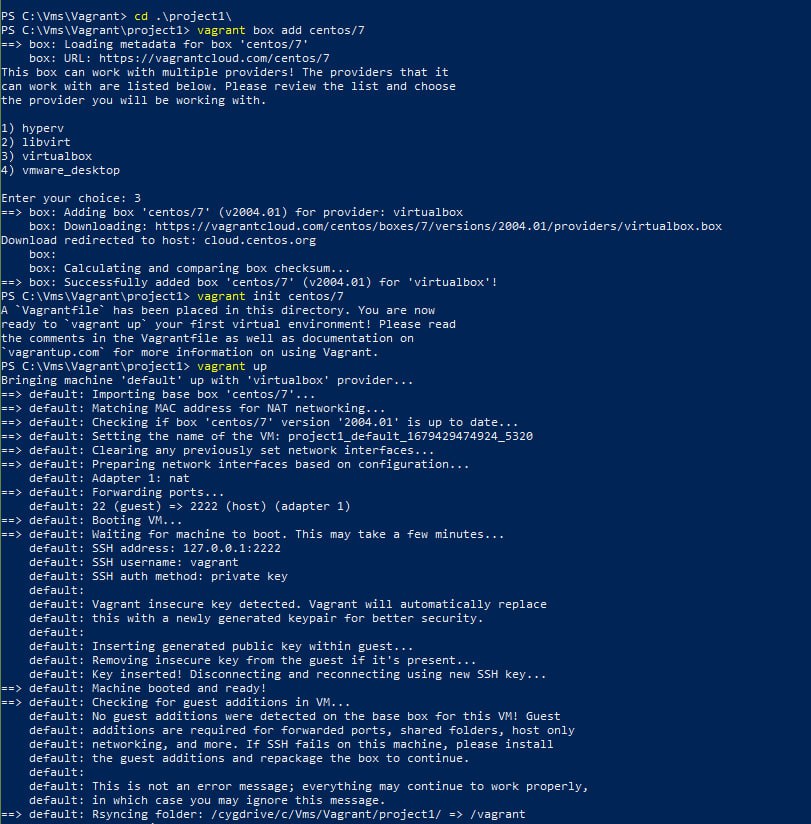 PS C:\Vms\Vagrant> cd .\project1\
PS C:\Vms\Vagrant\project1> vagrant box add centos/7
==> box: Loading metadata for box 'centos/7'
    box: URL: https://vagrantcloud.com/centos/7
This box can work with multiple providers! The providers that it
can work with are listed below. Please review the list and choose
the provider you will be working with.

1) hyperv
2) libvirt
3) virtualbox
4) vmware_desktop

Enter your choice: 3
==> box: Adding box 'centos/7' (v2004.01) for provider: virtualbox
    box: Downloading: https://vagrantcloud.com/centos/boxes/7/versions/2004.01/providers/virtualbox.box
Download redirected to host: cloud.centos.org
    box:
    box: Calculating and comparing box checksum...
==> box: Successfully added box 'centos/7' (v2004.01) for 'virtualbox'!
PS C:\Vms\Vagrant\project1> vagrant init centos/7
A `Vagrantfile` has been placed in this directory. You are now
ready to `vagrant up` your first virtual environment! Please read
the comments in the Vagrantfile as well as documentation on
`vagrantup.com` for more information on using Vagrant.
PS C:\Vms\Vagrant\project1> vagrant up
Bringing machine 'default' up with 'virtualbox' provider...
==> default: Importing base box 'centos/7'...
==> default: Matching MAC address for NAT networking...
==> default: Checking if box 'centos/7' version '2004.01' is up to date...
==> default: Setting the name of the VM: project1_default_1679429474924_5320
==> default: Clearing any previously set network interfaces...
==> default: Preparing network interfaces based on configuration...
    default: Adapter 1: nat
==> default: Forwarding ports...
    default: 22 (guest) => 2222 (host) (adapter 1)
==> default: Booting VM...
==> default: Waiting for machine to boot. This may take a few minutes...
    default: SSH address: 127.0.0.1:2222
    default: SSH username: vagrant
    default: SSH auth method: private key
    default:
    default: Vagrant insecure key detected. Vagrant will automatically replace
    default: this with a newly generated keypair for better security.
    default:
    default: Inserting generated public key within guest...
    default: Removing insecure key from the guest if it's present...
    default: Key inserted! Disconnecting and reconnecting using new SSH key...
==> default: Machine booted and ready!
==> default: Checking for guest additions in VM...
    default: No guest additions were detected on the base box for this VM! Guest
    default: additions are required for forwarded ports, shared folders, host only
    default: networking, and more. If SSH fails on this machine, please install
    default: the guest additions and repackage the box to continue.
    default:
    default: This is not an error message; everything may continue to work properly,
    default: in which case you may ignore this message.
==> default: Rsyncing folder: /cygdrive/c/Vms/Vagrant/project1/ => /vagrant